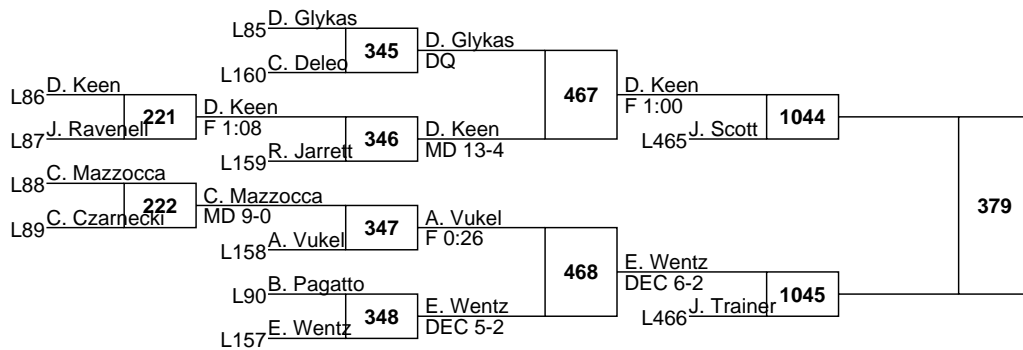 L85 D. Glykas
345
L160 C. Deleo
D. Glykas
DQ
L86 D. Keen
221
L87 J. Ravenell
D. Keen
F 1:08
346
L159 R. Jarrett
D. Keen
MD 13-4
467
D. Keen
F 1:00
1044
L465 J. Scott
L88 C. Mazzocca
222
L89 C. Czarnecki
C. Mazzocca
MD 9-0
347
L158 A. Vukel
A. Vukel
F 0:26
L90 B. Pagatto
348
L157 E. Wentz
E. Wentz
DEC 5-2
468
E. Wentz
DEC 6-2
1045
L466 J. Trainer
379